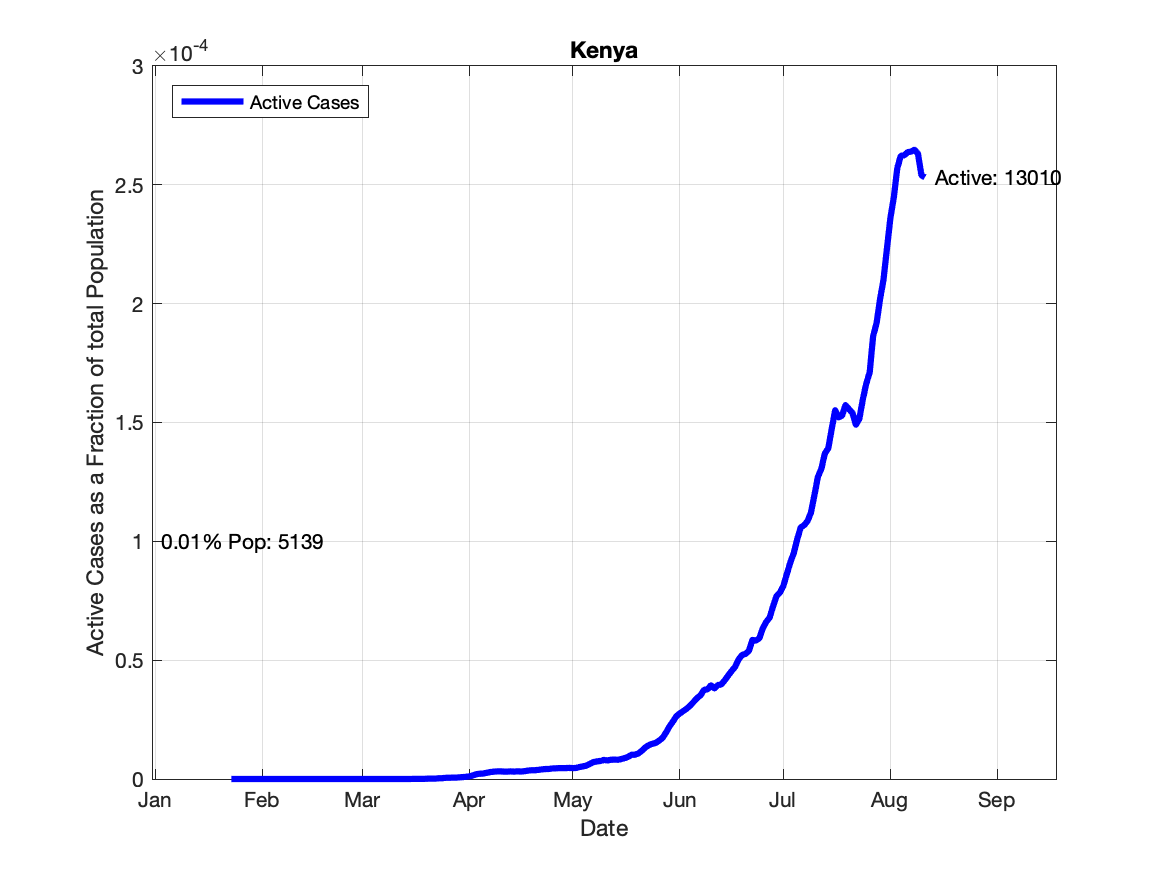 Kenya
×10-4
3
2.5
2
1.5
1
0.5
0
Active Cases as a Fraction of total Population
Active Cases
Active: 13010
0.01% Pop: 5139
Jan Feb Mar Apr May Jun Jul Aug Sep
Date